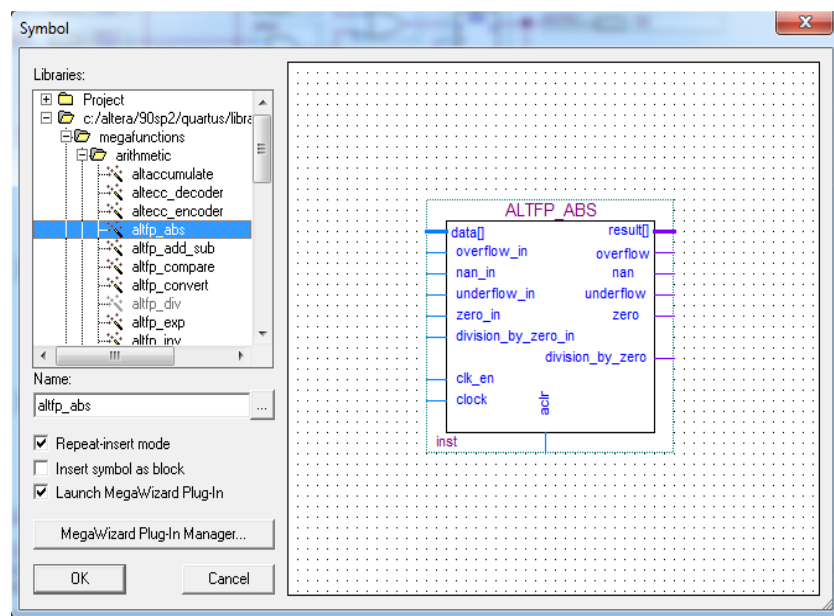 Symbol
Libraries:
Project
c:/altera/90sp2/quartus/libra
megafunctions
arithmetic
altaccumulate
altecc_decoder
altecc_encoder
altfp_abs
altfp_add_sub
altfp_compare
altfp_convert
altfp_div
altfp_exp
altfp_inv
Name:
altfp_abs
...
Repeat-insert mode
Insert symbol as block
Launch MegaWizard Plug-In
MegaWizard Plug-In Manager...
OK Cancel
ALTFP_ABS
data[] result[]
overflow_in overflow
nan_in nan
underflow_in underflow
zero_in zero
division_by_zero_in
division_by_zero
clk_en
clock aclr
inst